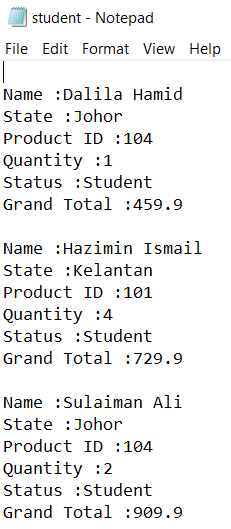 student - Notepad
File Edit Format View Help
Name :Dalila Hamid
State :Johor
Product ID :104
Quantity :1
Status :Student
Grand Total :459.9
Name :Hazimin Ismail
State :Kelantan
Product ID :101
Quantity :4
Status :Student
Grand Total :729.9
Name :Sulaiman Ali
State :Johor
Product ID :104
Quantity :2
Status :Student
Grand Total :909.9